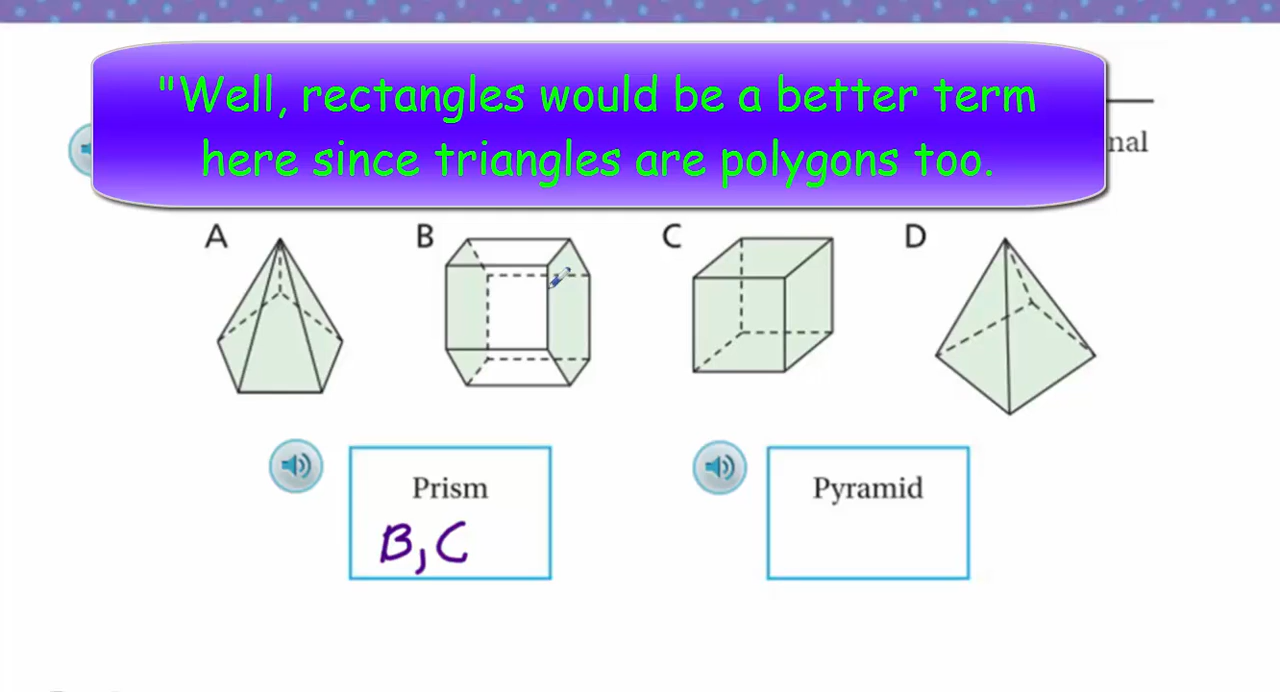 "Well, rectangles would be a better term
here since triangles are polygons too.
nal
A B C D
Prism Pyramid
B, C